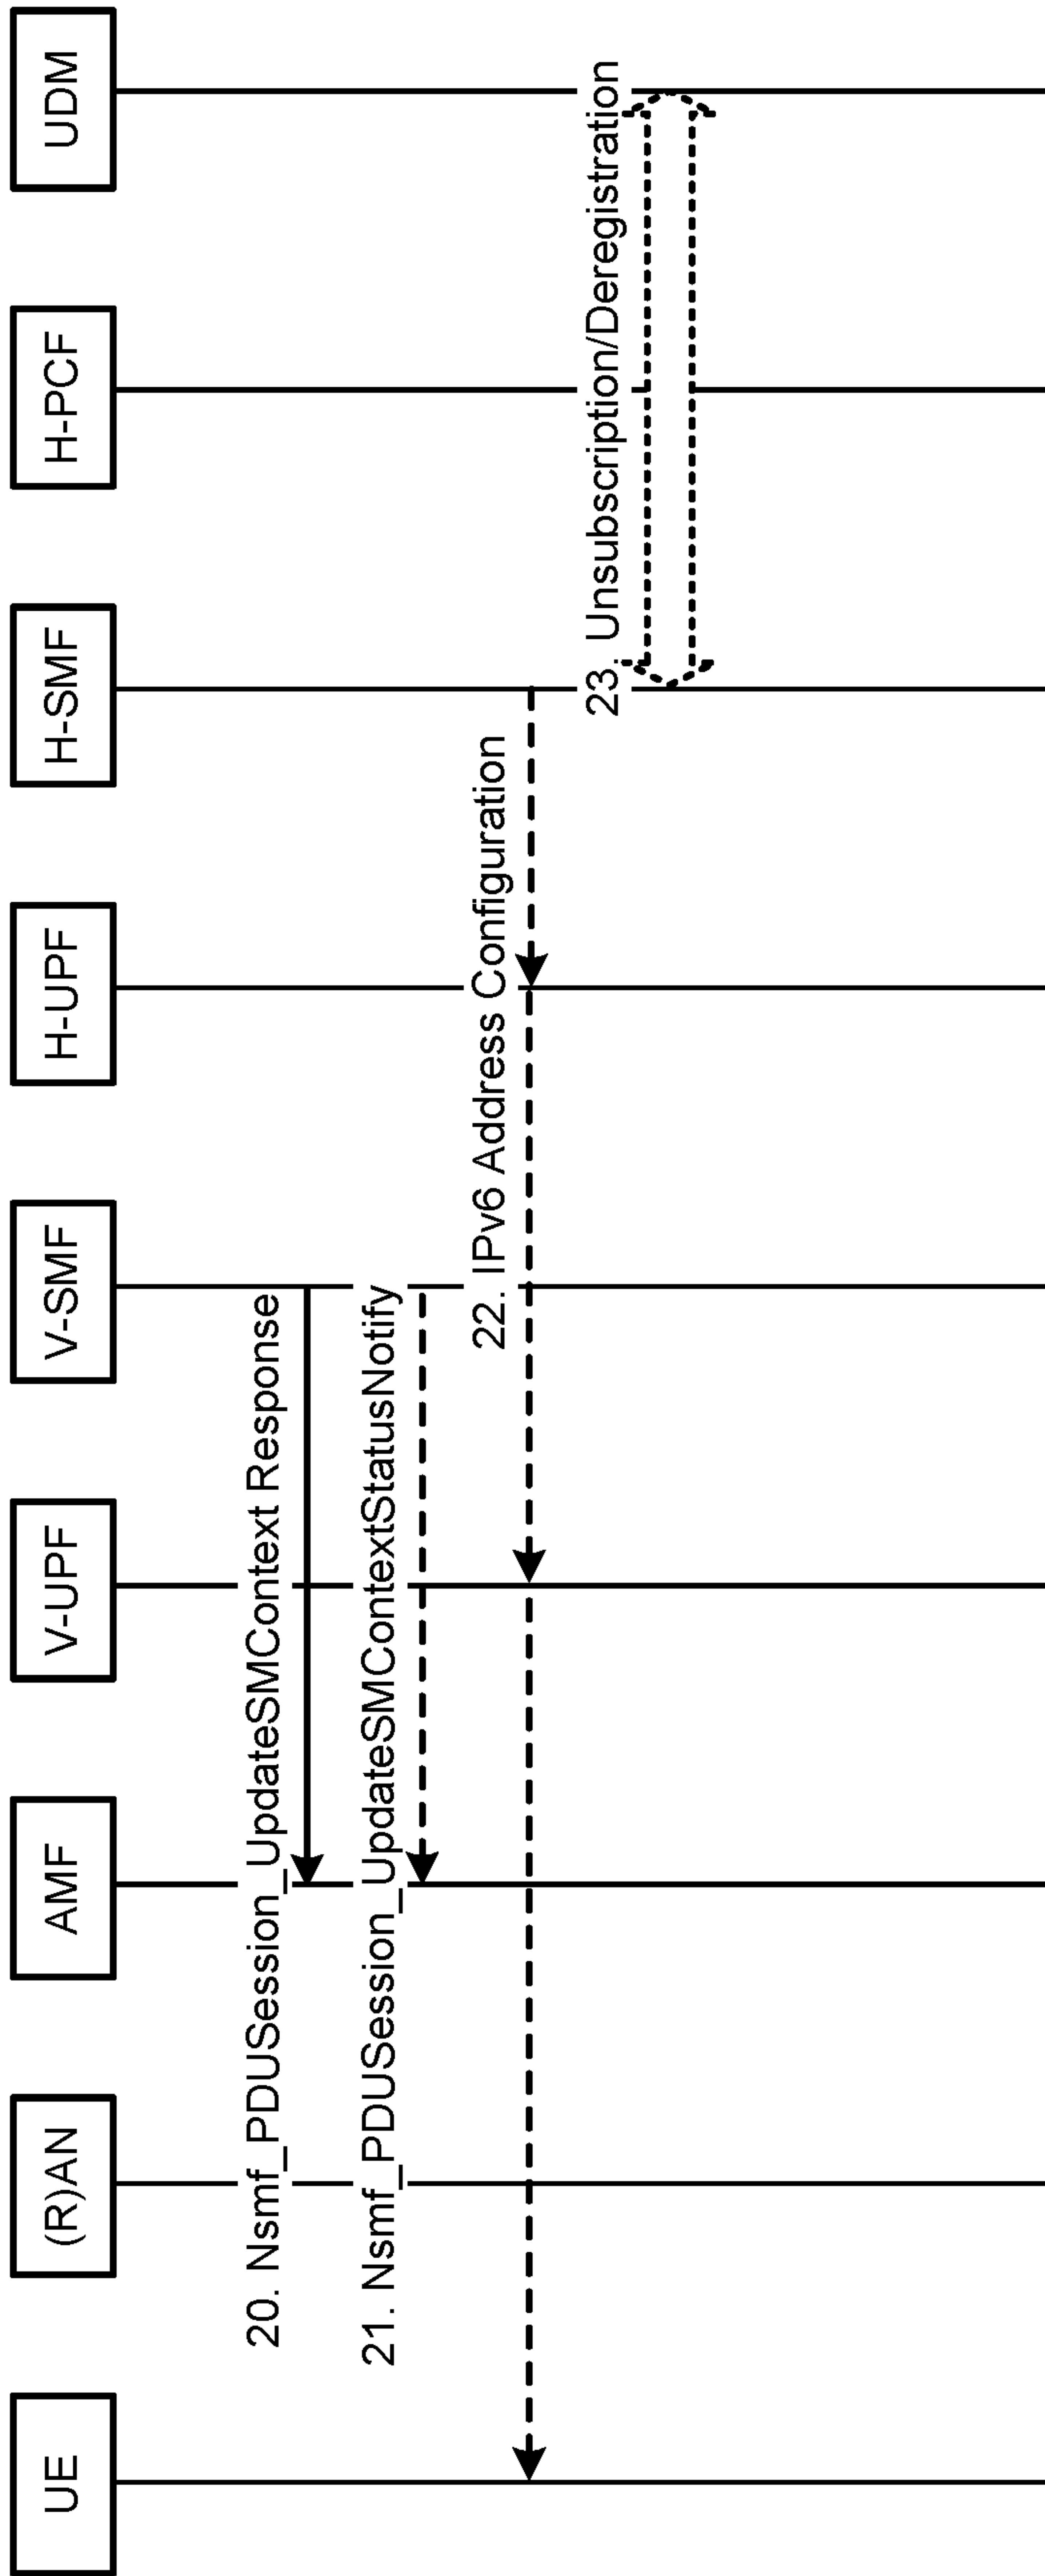 UE
(R)AN
AMF
V-UPF
V-SMF
H-UPF
H-SMF
H-PCF
UDM
20. Nsmf_PDUSession_UpdateSMContext Response
21. Nsmf_PDUSession_UpdateSMContextStatusNotify
22. IPv6 Address Configuration
23. Unsubscription/Deregistration